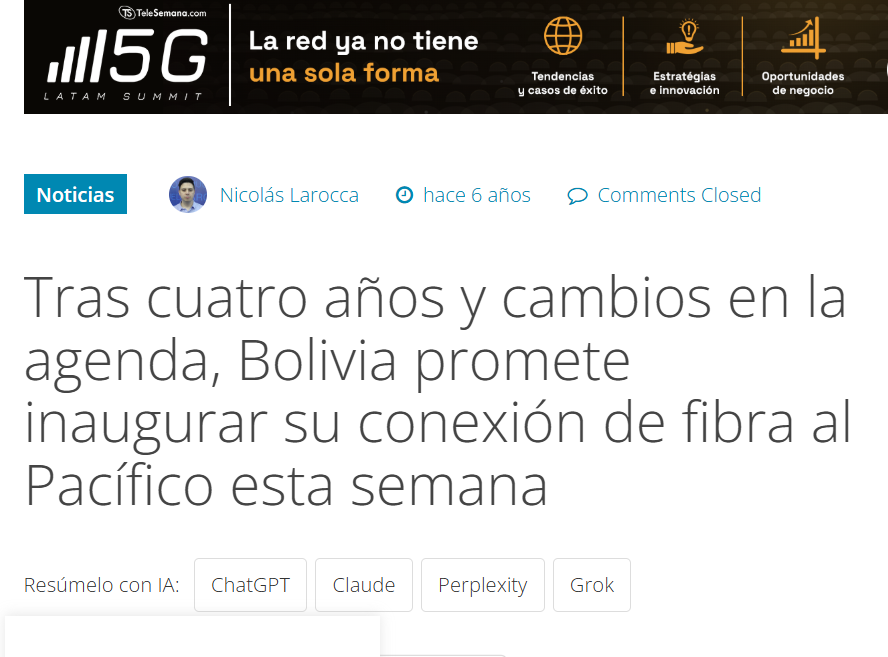 TS TeleSemana.com
5G
LATAM SUMMIT
La red ya no tiene
una sola forma
Tendencias
y casos de éxito
Estratégias
e innovación
Oportunidades
de negocio
Noticias
Nicolás Larocca
hace 6 años
Comments Closed
Tras cuatro años y cambios en la
agenda, Bolivia promete
inaugurar su conexión de fibra al
Pacífico esta semana
Resúmelo con IA:
ChatGPT
Claude
Perplexity
Grok